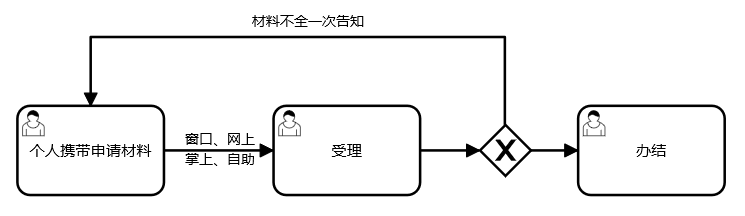 材料不全一次告知
个人携带申请材料
窗口、网上
掌上、自助
受理
X
办结